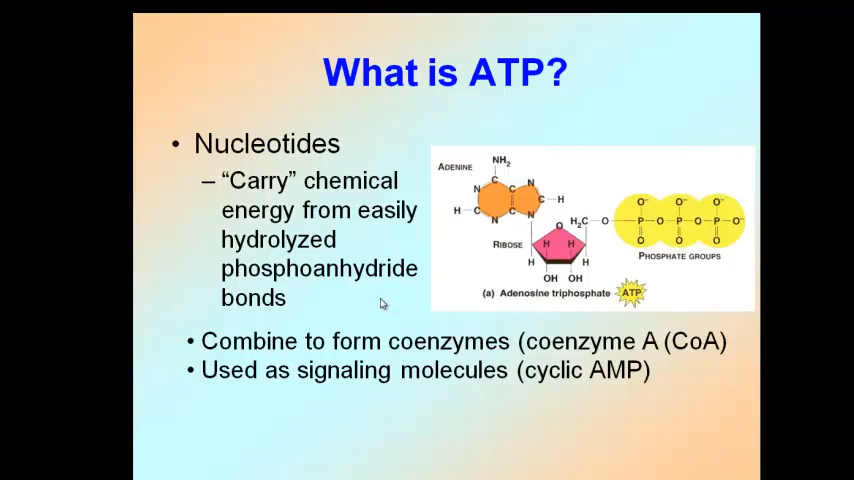 What is ATP?
• Nucleotides
– “Carry” chemical
energy from easily
hydrolyzed
phosphoanhydride
bonds
ADENINE
NH2
N
C
C
N
C
H
H
C
N
C
N
RIBOSE
H2C
O
O
H
H
H
H
OH
OH
O-
O-
O-
P
O
P
O
P
O-
O
O
O
PHOSPHATE GROUPS
(a) Adenosine triphosphate
ATP
• Combine to form coenzymes (coenzyme A (CoA)
• Used as signaling molecules (cyclic AMP)